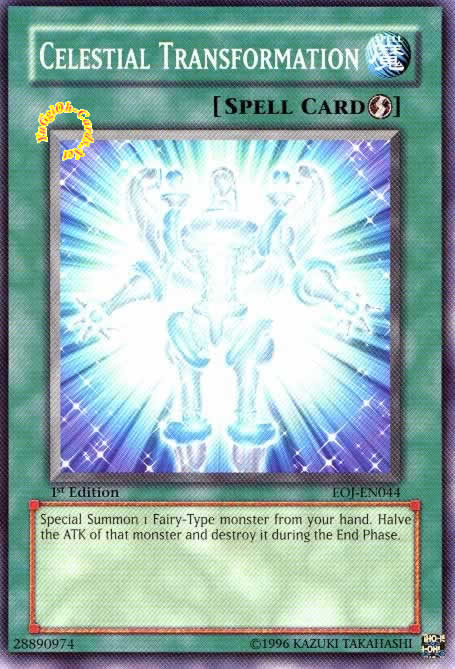 CELESTIAL TRANSFORMATION
[SPELL CARD]
1st Edition
EOJ-EN044
Special Summon 1 Fairy-Type monster from your hand. Halve
the ATK of that monster and destroy it during the End Phase.
28890974
©1996 KAZUKI TAKAHASHI